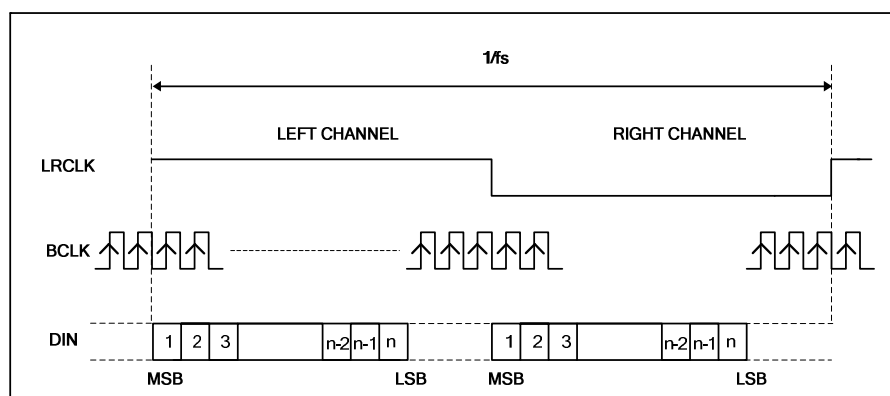 1/fs
LEFT CHANNEL RIGHT CHANNEL
LRCLK
BCLK
DIN 1 2 3 n-2 n-1 n 1 2 3 n-2 n-1 n
MSB LSB MSB LSB